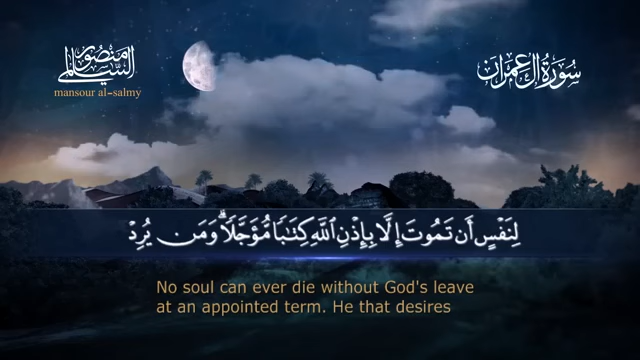 منصور
السالمي
mansour al-salmy
سورة آل عمران
لِنَفْسٍ أَن تَمُوتَ إِلَّا بِإِذْنِ ٱللَّهِ كِتَٰبًا مُّؤَجَّلًا ۗ وَمَن يُرِدْ
No soul can ever die without God's leave
at an appointed term. He that desires